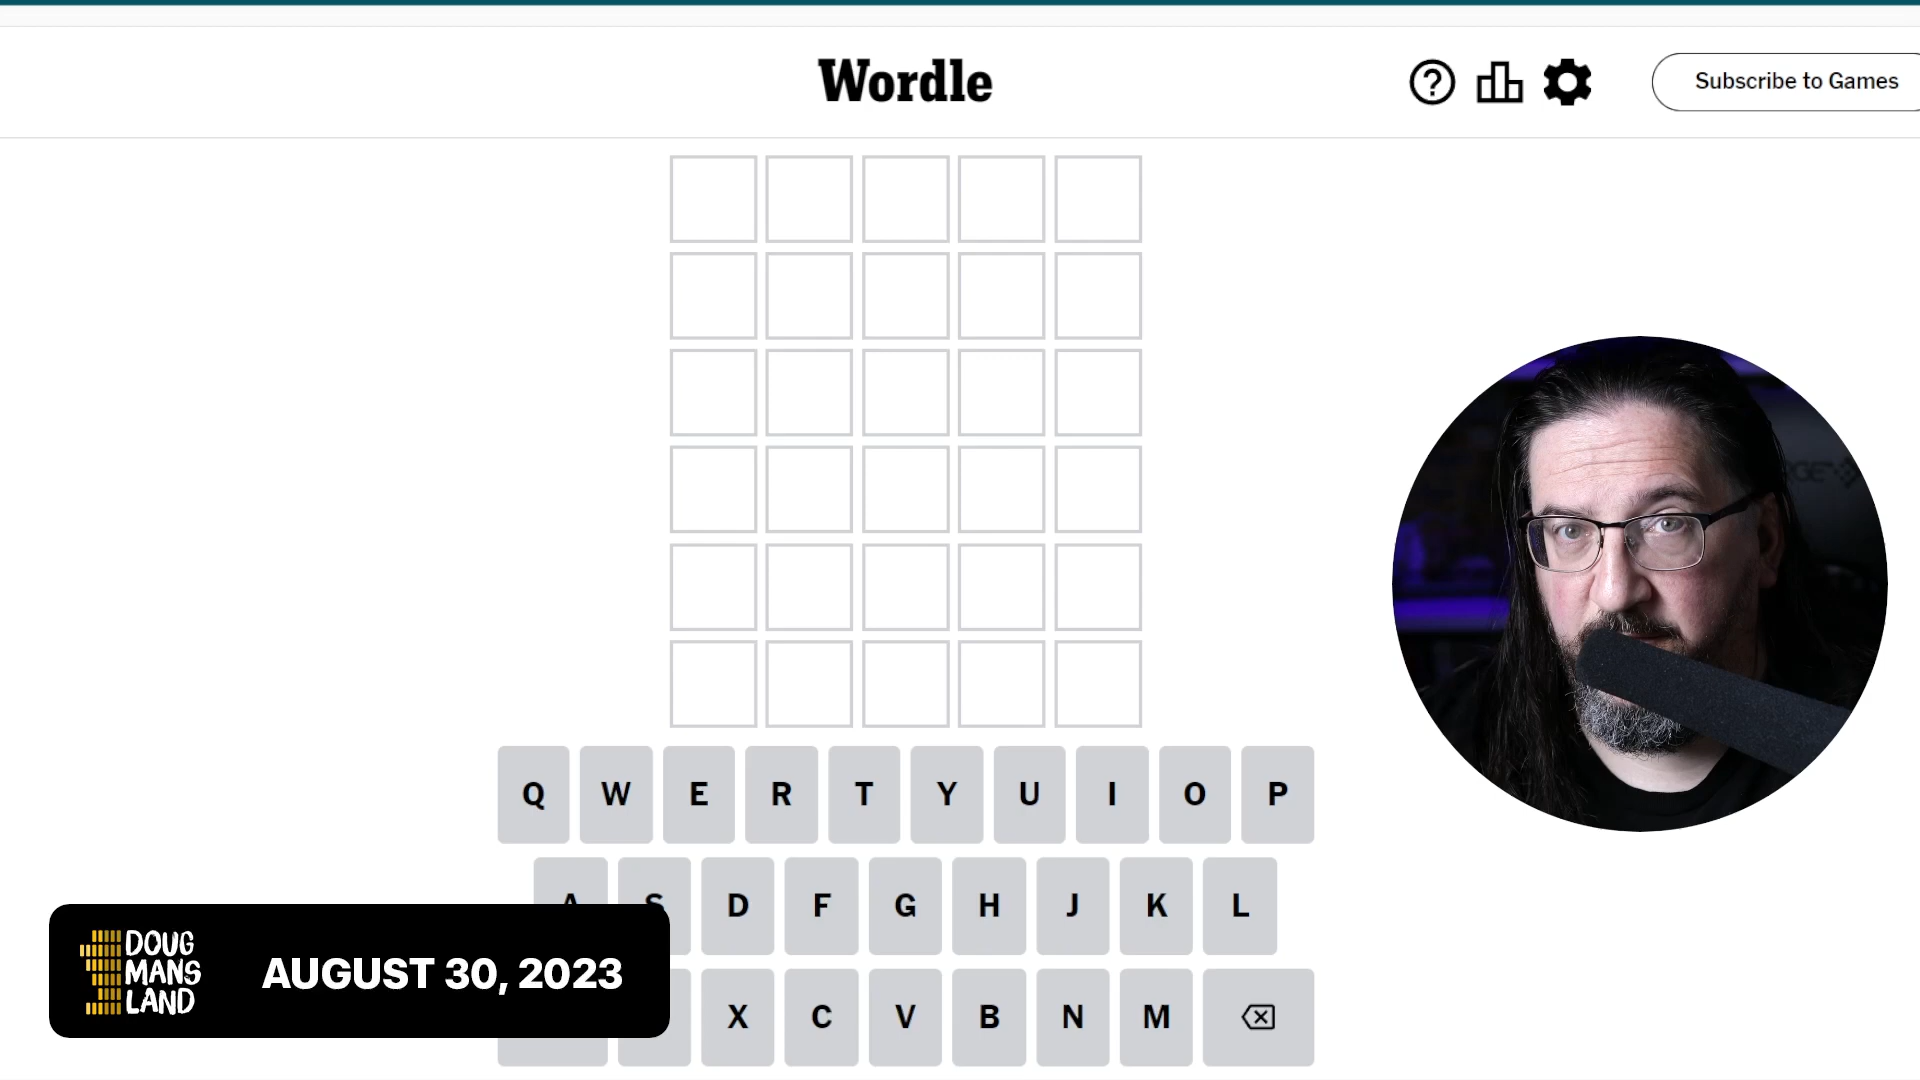 Wordle
?
Subscribe to Games
Q W E R T Y U I O P
A S D F G H J K L
X C V B N M
DOUG
MANS
LAND
AUGUST 30, 2023